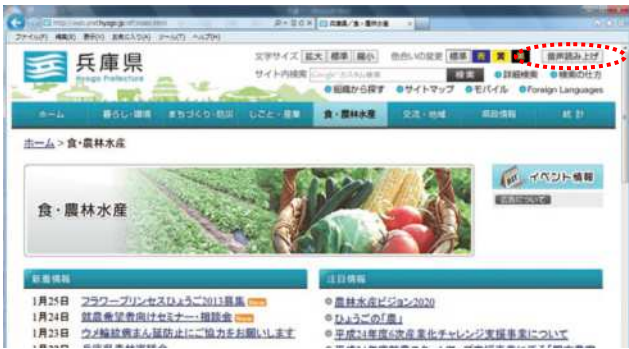 兵庫県
Hyogo Prefecture
文字サイズ 拡大 標準 縮小 色合いの変更 標準 青 黄 黒 音声読み上げ
サイト内検索 検索 詳細検索 検索の仕方
組織から探す サイトマップ モバイル Foreign Languages
ホーム 暮らし・環境 まちづくり・防災 しごと・産業 食・農林水産 交流・地域 県政情報 統計
ホーム > 食・農林水産
食・農林水産
イベント情報
広告について
新着情報
注目情報
1月25日 フラワープリンセスひょうご2013募集
農林水産ビジョン2020
1月24日 就農希望者向けセミナー・相談会
ひょうごの「農」
1月23日 ウメ輪紋病まん延防止にご協力をお願いします
平成24年度6次産業化チャレンジ支援事業について